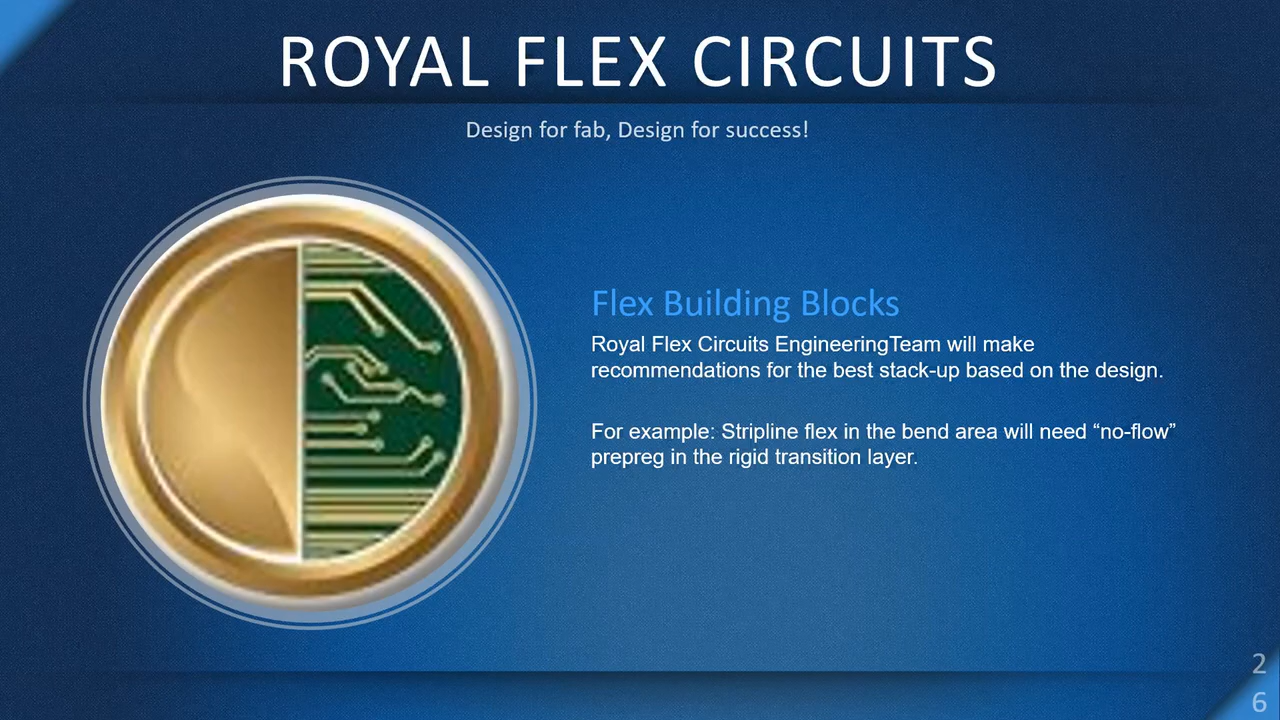 ROYAL FLEX CIRCUITS
Design for fab, Design for success!
Flex Building Blocks
Royal Flex Circuits EngineeringTeam will make
recommendations for the best stack-up based on the design.
For example: Stripline flex in the bend area will need “no-flow”
prepreg in the rigid transition layer.
2
6